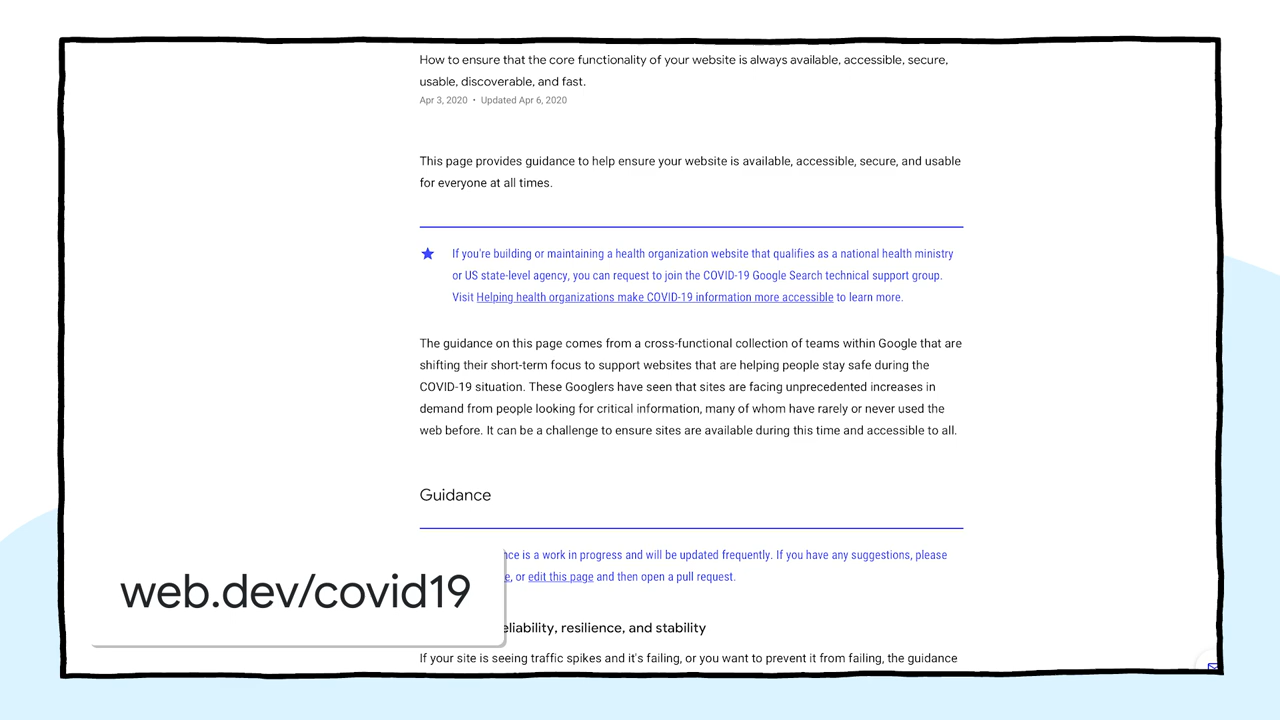 How to ensure that the core functionality of your website is always available, accessible, secure,
usable, discoverable, and fast.
Apr 3, 2020 • Updated Apr 6, 2020
This page provides guidance to help ensure your website is available, accessible, secure, and usable
for everyone at all times.
If you're building or maintaining a health organization website that qualifies as a national health ministry
or US state-level agency, you can request to join the COVID-19 Google Search technical support group.
Visit Helping health organizations make COVID-19 information more accessible to learn more.
The guidance on this page comes from a cross-functional collection of teams within Google that are
shifting their short-term focus to support websites that are helping people stay safe during the
COVID-19 situation. These Googlers have seen that sites are facing unprecedented increases in
demand from people looking for critical information, many of whom have rarely or never used the
web before. It can be a challenge to ensure sites are available during this time and accessible to all.
Guidance
is a work in progress and will be updated frequently. If you have any suggestions, please
or edit this page and then open a pull request.
web.dev/covid19
resilience, and stability
If your site is seeing traffic spikes and it's failing, or you want to prevent it from failing, the guidance